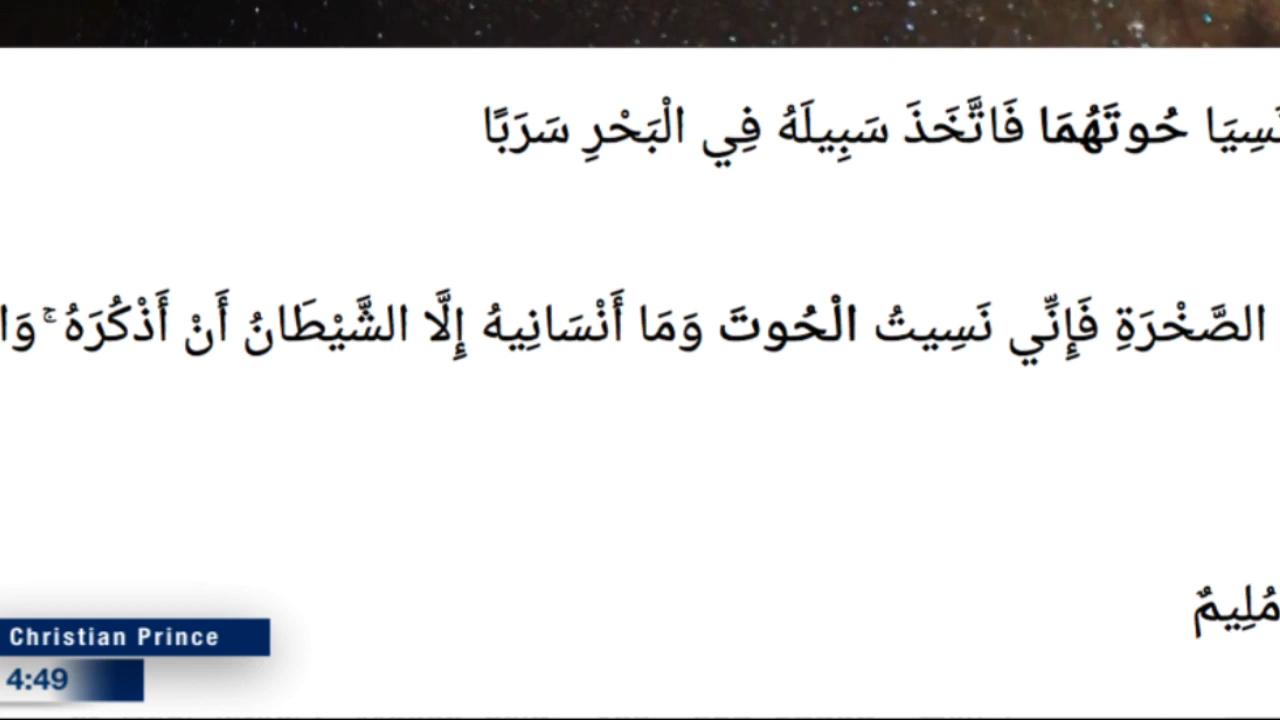 نَسِيَا حُوتَهُمَا فَاتَّخَذَ سَبِيلَهُ فِي الْبَحْرِ سَرَبًا
الصَّخْرَةِ فَإِنِّي نَسِيتُ الْحُوتَ وَمَا أَنْسَانِيهُ إِلَّا الشَّيْطَانُ أَنْ أَذْكُرَهُ ۚ وَا
مُلِيمٌ
Christian Prince
4:49